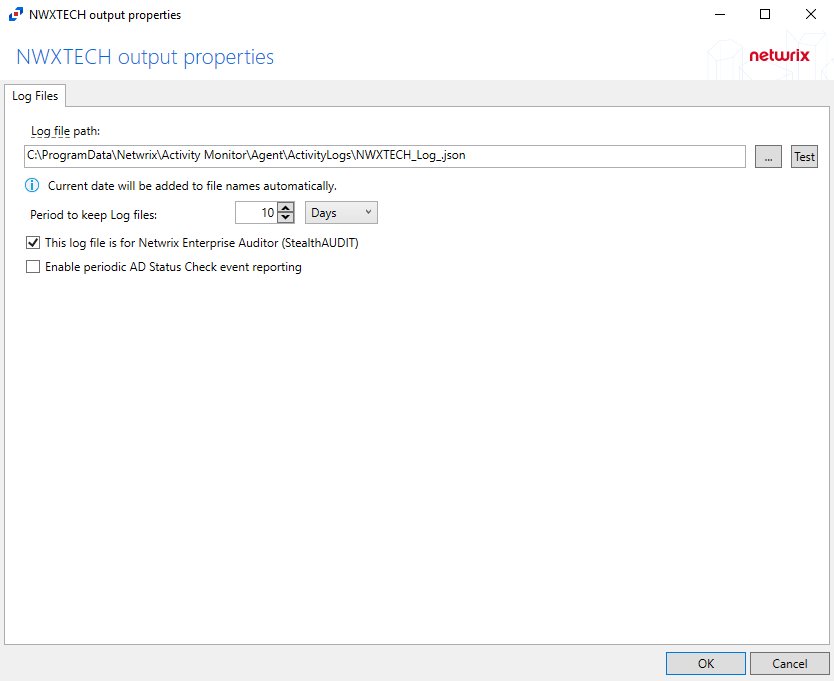 NWXTECH output properties
NWXTECH output properties
netwrix
Log Files
Log file path:
C:\ProgramData\Netwrix\Activity Monitor\Agent\ActivityLogs\NWXTECH_Log_.json
...
Test
Current date will be added to file names automatically.
Period to keep Log files:
10
Days
This log file is for Netwrix Enterprise Auditor (StealthAUDIT)
Enable periodic AD Status Check event reporting
OK
Cancel